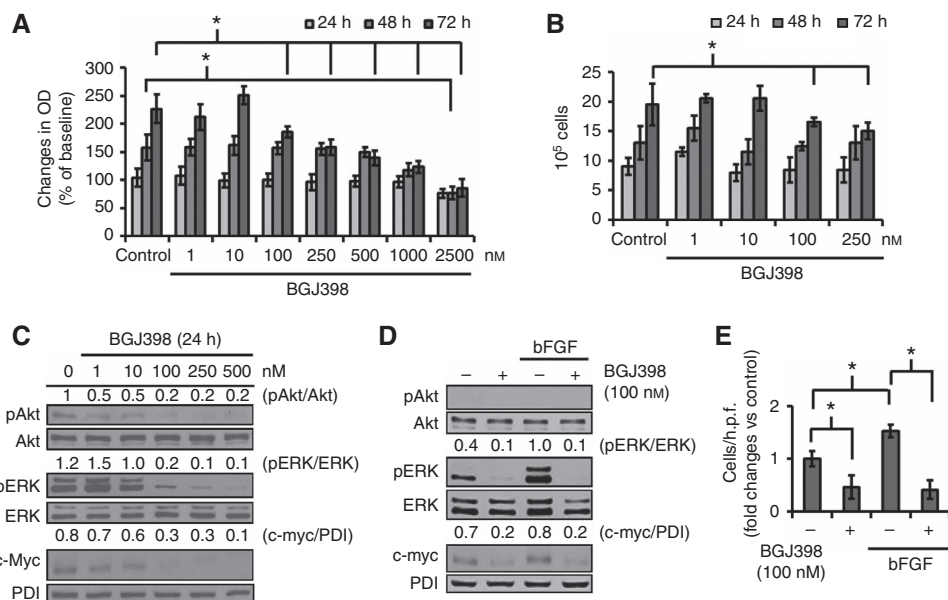 A
24 h 48 h 72 h
*
*
Changes in OD
(% of baseline)
300
250
200
150
100
50
0
Control 1 10 100 250 500 1000 2500 nM
BGJ398
B
24 h 48 h 72 h
*
10⁵ cells
25
20
15
10
5
0
Control 1 10 100 250 nM
BGJ398
C
BGJ398 (24 h)
0 1 10 100 250 500 nM
1 0.5 0.5 0.2 0.2 0.2 (pAkt/Akt)
pAkt
Akt
1.2 1.5 1.0 0.2 0.1 0.1 (pERK/ERK)
pERK
ERK
0.8 0.7 0.6 0.3 0.3 0.1 (c-myc/PDI)
c-Myc
PDI
D
bFGF
– + – + BGJ398
(100 nM)
pAkt
Akt
0.4 0.1 1.0 0.1 (pERK/ERK)
pERK
ERK
0.7 0.2 0.8 0.2 (c-myc/PDI)
c-myc
PDI
E
*
*
*
Cells/h.p.f.
(fold changes vs control)
2
1
0
– + – +
BGJ398
(100 nM)
bFGF